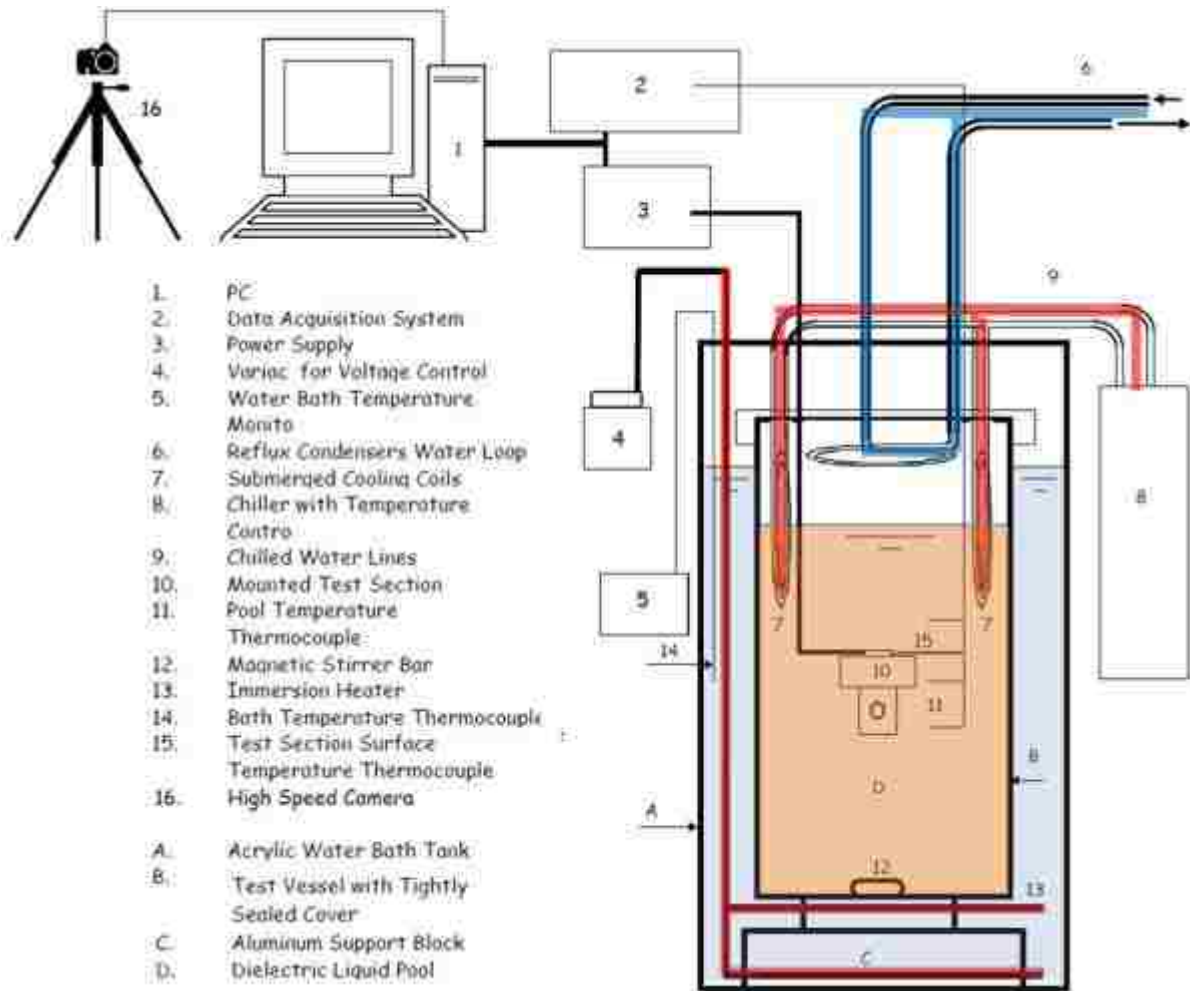 16
1
2
3
6
9
4
5
8
7
7
14
15
10
11
B
D
A
12
13
C
1. PC
2. Data Acquisition System
3. Power Supply
4. Variac for Voltage Control
5. Water Bath Temperature
Monito
6. Reflux Condensers Water Loop
7. Submerged Cooling Coils
8. Chiller with Temperature
Contro
9. Chilled Water Lines
10. Mounted Test Section
11. Pool Temperature
Thermocouple
12. Magnetic Stirrer Bar
13. Immersion Heater
14. Bath Temperature Thermocouple
15. Test Section Surface
Temperature Thermocouple
16. High Speed Camera
A. Acrylic Water Bath Tank
B. Test Vessel with Tightly
Sealed Cover
C. Aluminum Support Block
D. Dielectric Liquid Pool